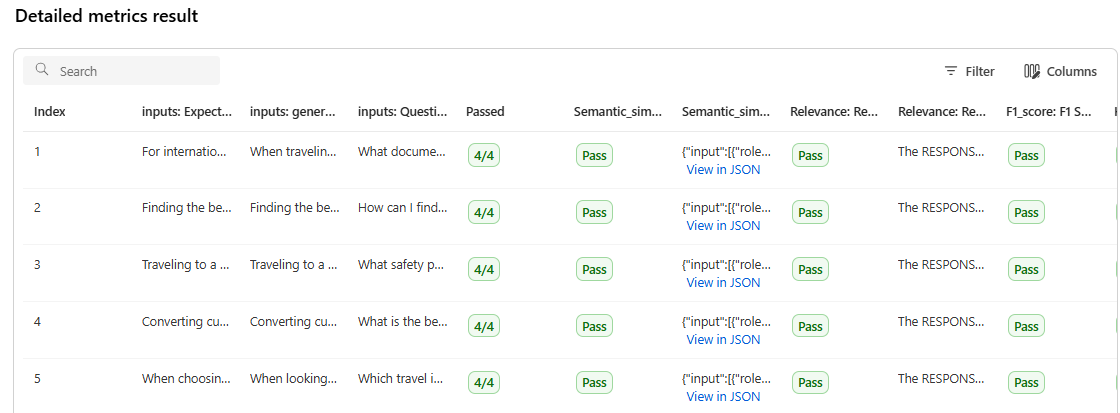 Detailed metrics result
Search
Filter
Columns
Index inputs: Expect... inputs: gener... inputs: Questi... Passed Semantic_sim... Semantic_sim... Relevance: Re... Relevance: Re... F1_score: F1 S...
1 For internatio... When travelin... What docume... 4/4 Pass {"input":[{"role... Pass The RESPONS... Pass
View in JSON
2 Finding the be... Finding the be... How can I find... 4/4 Pass {"input":[{"role... Pass The RESPONS... Pass
View in JSON
3 Traveling to a ... Traveling to a ... What safety p... 4/4 Pass {"input":[{"role... Pass The RESPONS... Pass
View in JSON
4 Converting cu... Converting cu... What is the be... 4/4 Pass {"input":[{"role... Pass The RESPONS... Pass
View in JSON
5 When choosin... When looking... Which travel i... 4/4 Pass {"input":[{"role... Pass The RESPONS... Pass
View in JSON